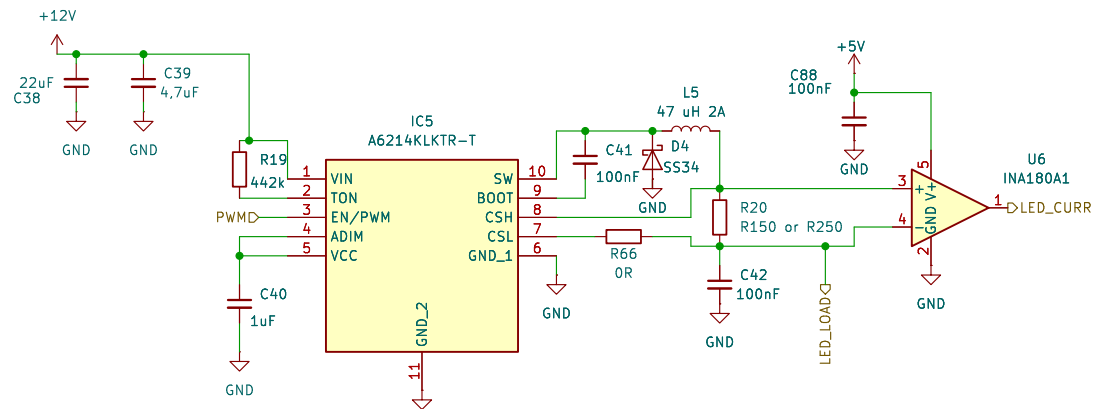 +12V
22uF
C38
C39
4,7uF
GND
GND
R19
442k
PWM
C40
1uF
GND
IC5
A6214KLKTR-T
1
VIN
2
TON
3
EN/PWM
4
ADIM
5
VCC
SW
10
BOOT
9
CSH
8
CSL
7
GND_1
6
GND_2
11
C41
100nF
D4
SS34
GND
L5
47 uH 2A
R20
R150 or R250
R66
0R
GND
C42
100nF
GND
LED_LOAD
+5V
C88
100nF
GND
U6
INA180A1
3
+
4
-
5
V+
GND
2
1
LED_CURR
GND